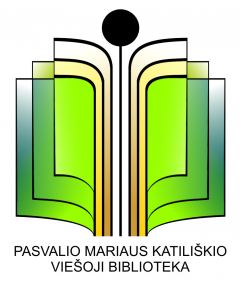 PASVALIO MARIAUS KATILIŠKIO
VIEŠOJI BIBLIOTEKA